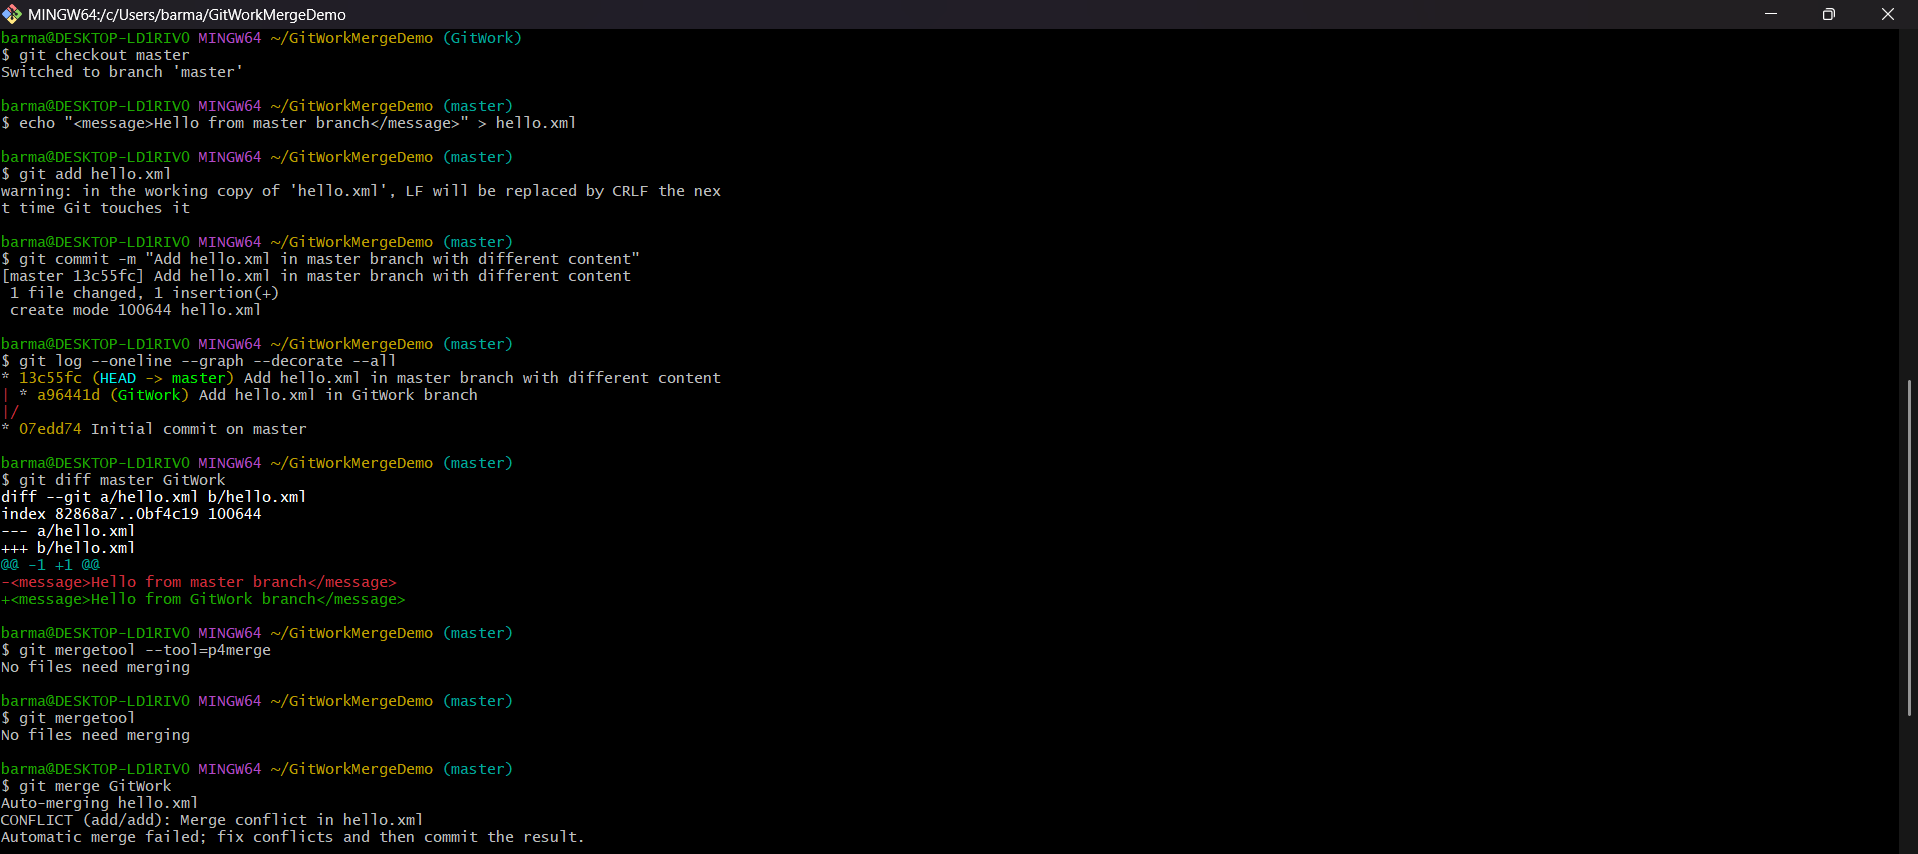 MINGW64:/c/Users/barma/GitWorkMergeDemo
barma@DESKTOP-LD1RIVO MINGW64 ~/GitWorkMergeDemo (GitWork)
$ git checkout master
Switched to branch 'master'
barma@DESKTOP-LD1RIVO MINGW64 ~/GitWorkMergeDemo (master)
$ echo "<message>Hello from master branch</message>" > hello.xml
barma@DESKTOP-LD1RIVO MINGW64 ~/GitWorkMergeDemo (master)
$ git add hello.xml
warning: in the working copy of 'hello.xml', LF will be replaced by CRLF the nex
t time Git touches it
barma@DESKTOP-LD1RIVO MINGW64 ~/GitWorkMergeDemo (master)
$ git commit -m "Add hello.xml in master branch with different content"
[master 13c55fc] Add hello.xml in master branch with different content
 1 file changed, 1 insertion(+)
 create mode 100644 hello.xml
barma@DESKTOP-LD1RIVO MINGW64 ~/GitWorkMergeDemo (master)
$ git log --oneline --graph --decorate --all
* 13c55fc (HEAD -> master) Add hello.xml in master branch with different content
| * a96441d (GitWork) Add hello.xml in GitWork branch
|/
* 07edd74 Initial commit on master
barma@DESKTOP-LD1RIVO MINGW64 ~/GitWorkMergeDemo (master)
$ git diff master GitWork
diff --git a/hello.xml b/hello.xml
index 82868a7..0bf4c19 100644
--- a/hello.xml
+++ b/hello.xml
@@ -1 +1 @@
-<message>Hello from master branch</message>
+<message>Hello from GitWork branch</message>
barma@DESKTOP-LD1RIVO MINGW64 ~/GitWorkMergeDemo (master)
$ git mergetool --tool=p4merge
No files need merging
barma@DESKTOP-LD1RIVO MINGW64 ~/GitWorkMergeDemo (master)
$ git mergetool
No files need merging
barma@DESKTOP-LD1RIVO MINGW64 ~/GitWorkMergeDemo (master)
$ git merge GitWork
Auto-merging hello.xml
CONFLICT (add/add): Merge conflict in hello.xml
Automatic merge failed; fix conflicts and then commit the result.